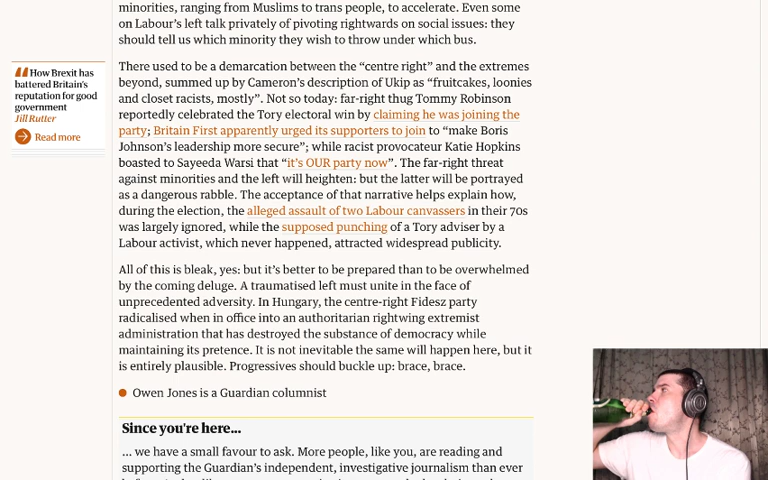 minorities, ranging from Muslims to trans people, to accelerate. Even some
on Labour's left talk privately of pivoting rightwards on social issues: they
should tell us which minority they wish to throw under which bus.
How Brexit has
battered Britain's
reputation for good
government
Jill Rutter
Read more
There used to be a demarcation between the “centre right” and the extremes
beyond, summed up by Cameron's description of Ukip as “fruitcakes, loonies
and closet racists, mostly”. Not so today: far-right thug Tommy Robinson
reportedly celebrated the Tory electoral win by claiming he was joining the
party; Britain First apparently urged its supporters to join to “make Boris
Johnson's leadership more secure”; while racist provocateur Katie Hopkins
boasted to Sayeeda Warsi that “it's OUR party now”. The far-right threat
against minorities and the left will heighten: but the latter will be portrayed
as a dangerous rabble. The acceptance of that narrative helps explain how,
during the election, the alleged assault of two Labour canvassers in their 70s
was largely ignored, while the supposed punching of a Tory adviser by a
Labour activist, which never happened, attracted widespread publicity.
All of this is bleak, yes: but it's better to be prepared than to be overwhelmed
by the coming deluge. A traumatised left must unite in the face of
unprecedented adversity. In Hungary, the centre-right Fidesz party
radicalised when in office into an authoritarian rightwing extremist
administration that has destroyed the substance of democracy while
maintaining its pretence. It is not inevitable the same will happen here, but it
is entirely plausible. Progressives should buckle up: brace, brace.
Owen Jones is a Guardian columnist
Since you're here...
... we have a small favour to ask. More people, like you, are reading and
supporting the Guardian's independent, investigative journalism than ever